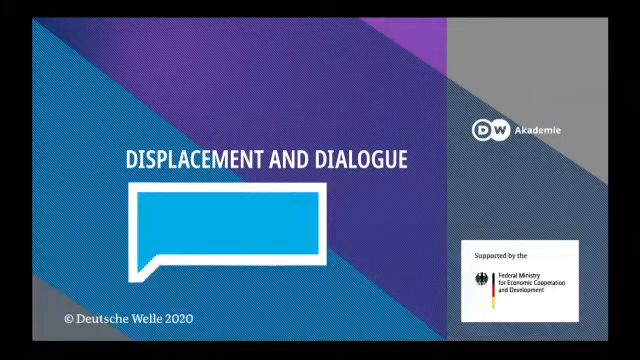 DISPLACEMENT AND DIALOGUE
DW Akademie
Supported by the
Federal Ministry
for Economic Cooperation
and Development
© Deutsche Welle 2020